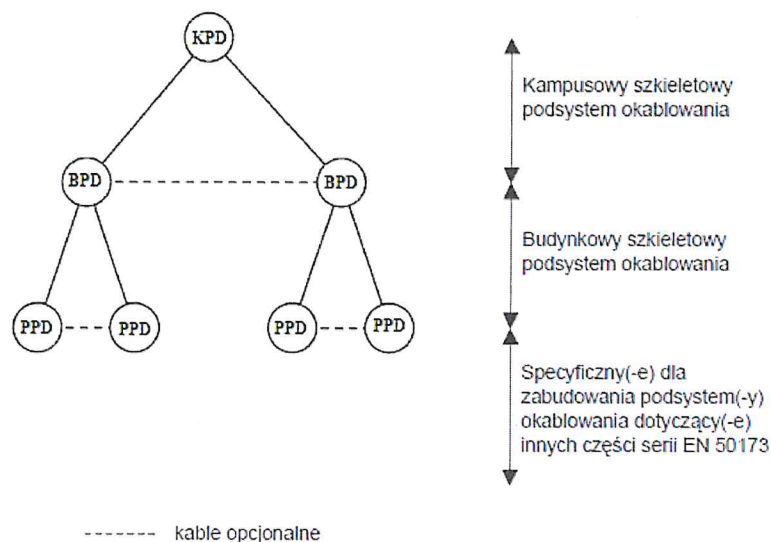 KPD
Kampusowy szkieletowy
podsystem okablowania
BPD
BPD
Budynkowy szkieletowy
podsystem okablowania
PPD
PPD
PPD
PPD
Specyficzny(-e) dla
zabudowania podsystem(-y)
okablowania dotyczący(-e)
innych części serii EN 50173
kable opcjonalne